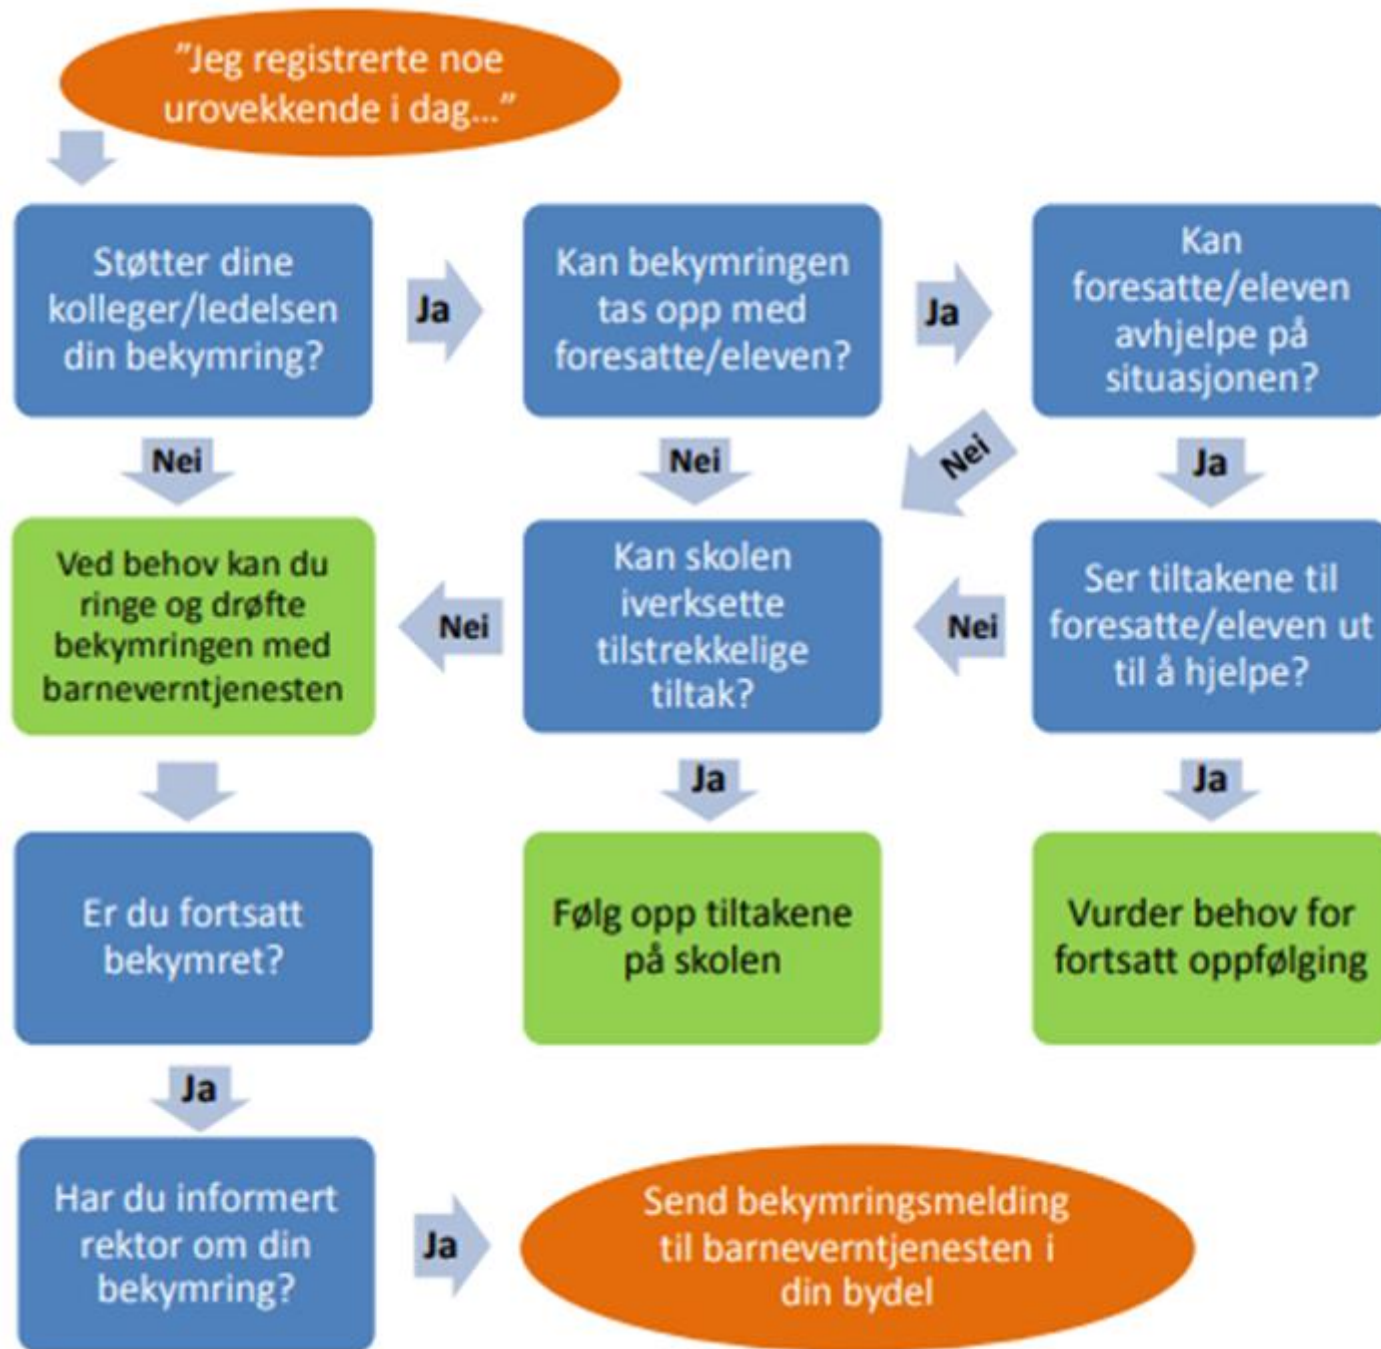 ”Jeg registrerte noe
urovekkende i dag...”
Støtter dine
kolleger/ledelsen
din bekymring?
Ja
Kan bekymringen
tas opp med
foresatte/eleven?
Ja
Kan
foresatte/eleven
avhjelpe på
situasjonen?
Nei
Nei
Nei
Ja
Ved behov kan du
ringe og drøfte
bekymringen med
barneverntjenesten
Nei
Kan skolen
iverksette
tilstrekkelige
tiltak?
Nei
Ser tiltakene til
foresatte/eleven ut
til å hjelpe?
Ja
Ja
Er du fortsatt
bekymret?
Følg opp tiltakene
på skolen
Vurder behov for
fortsatt oppfølging
Ja
Har du informert
rektor om din
bekymring?
Ja
Send bekymringsmelding
til barneverntjenesten i
din bydel